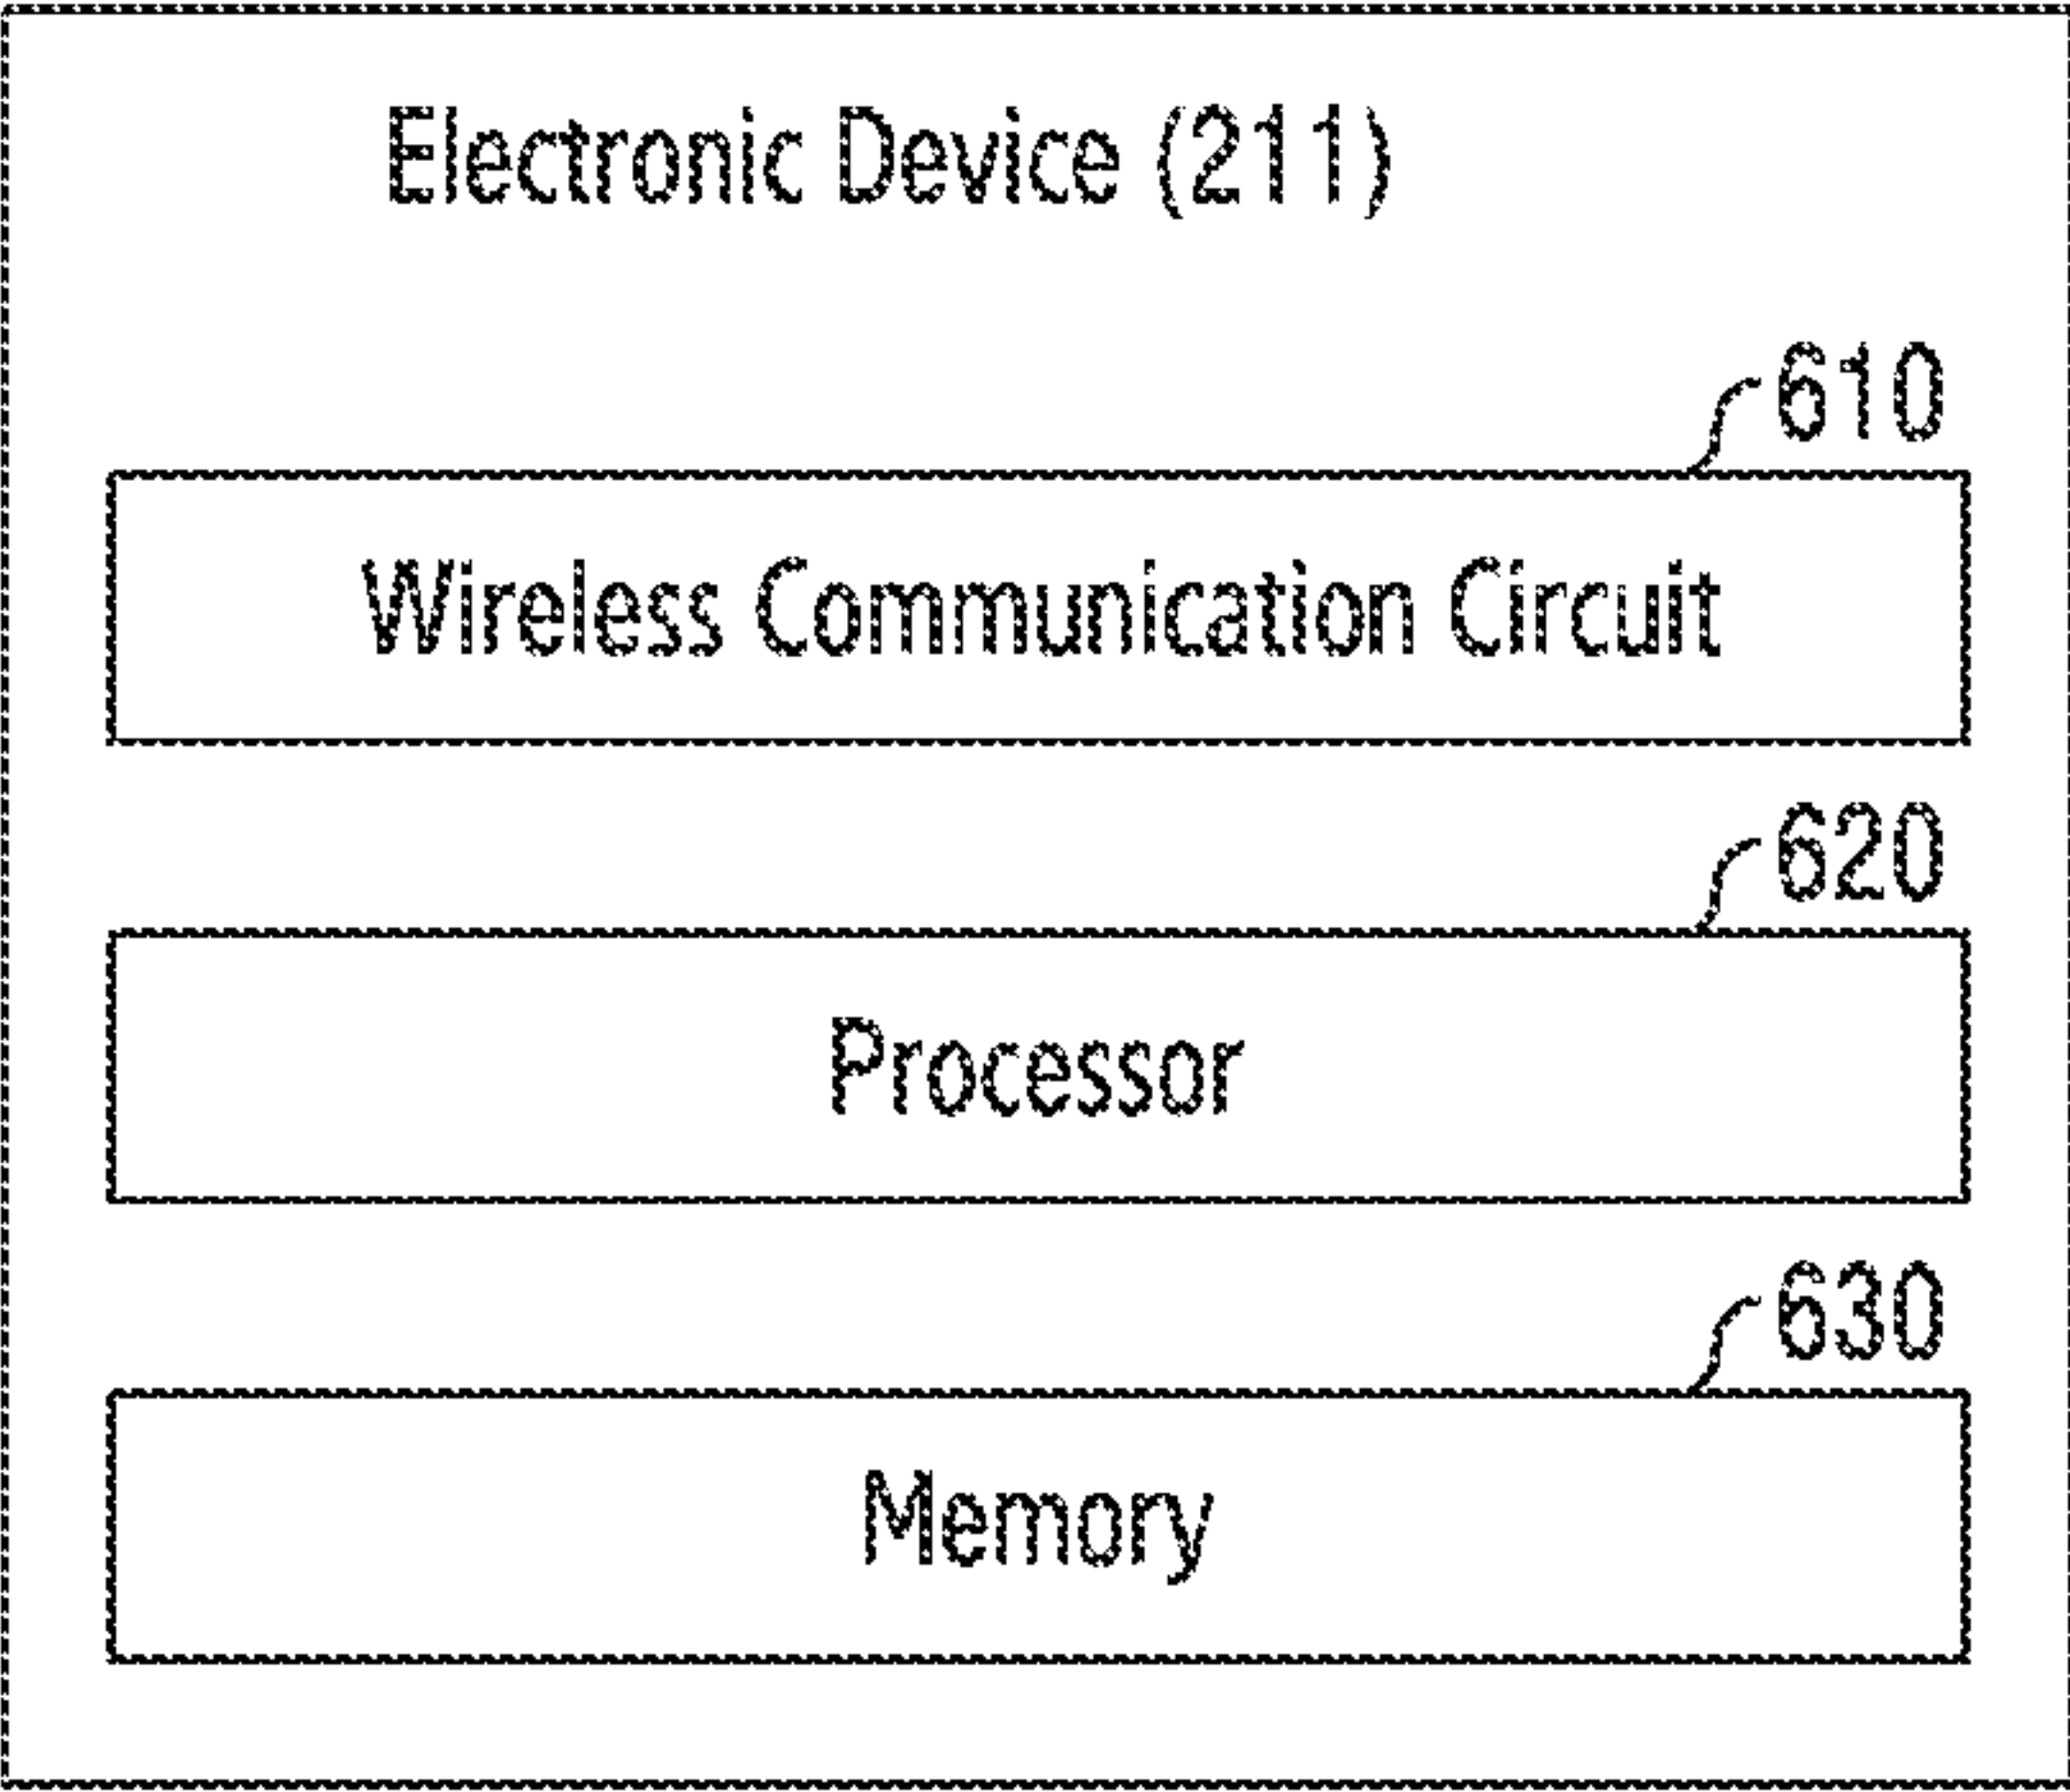 Electronic Device (211)
610
Wireless Communication Circuit
620
Processor
630
Memory